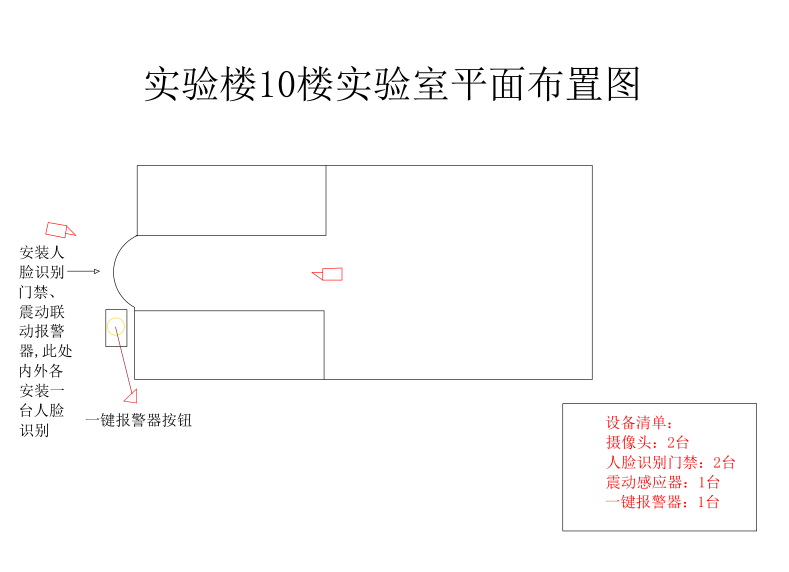 实验楼10楼实验室平面布置图
安装人
脸识别
门禁、
震动联
动报警
器,此处
内外各
安装一
台人脸
识别
一键报警器按钮
设备清单:
摄像头: 2台
人脸识别门禁: 2台
震动感应器: 1台
一键报警器: 1台